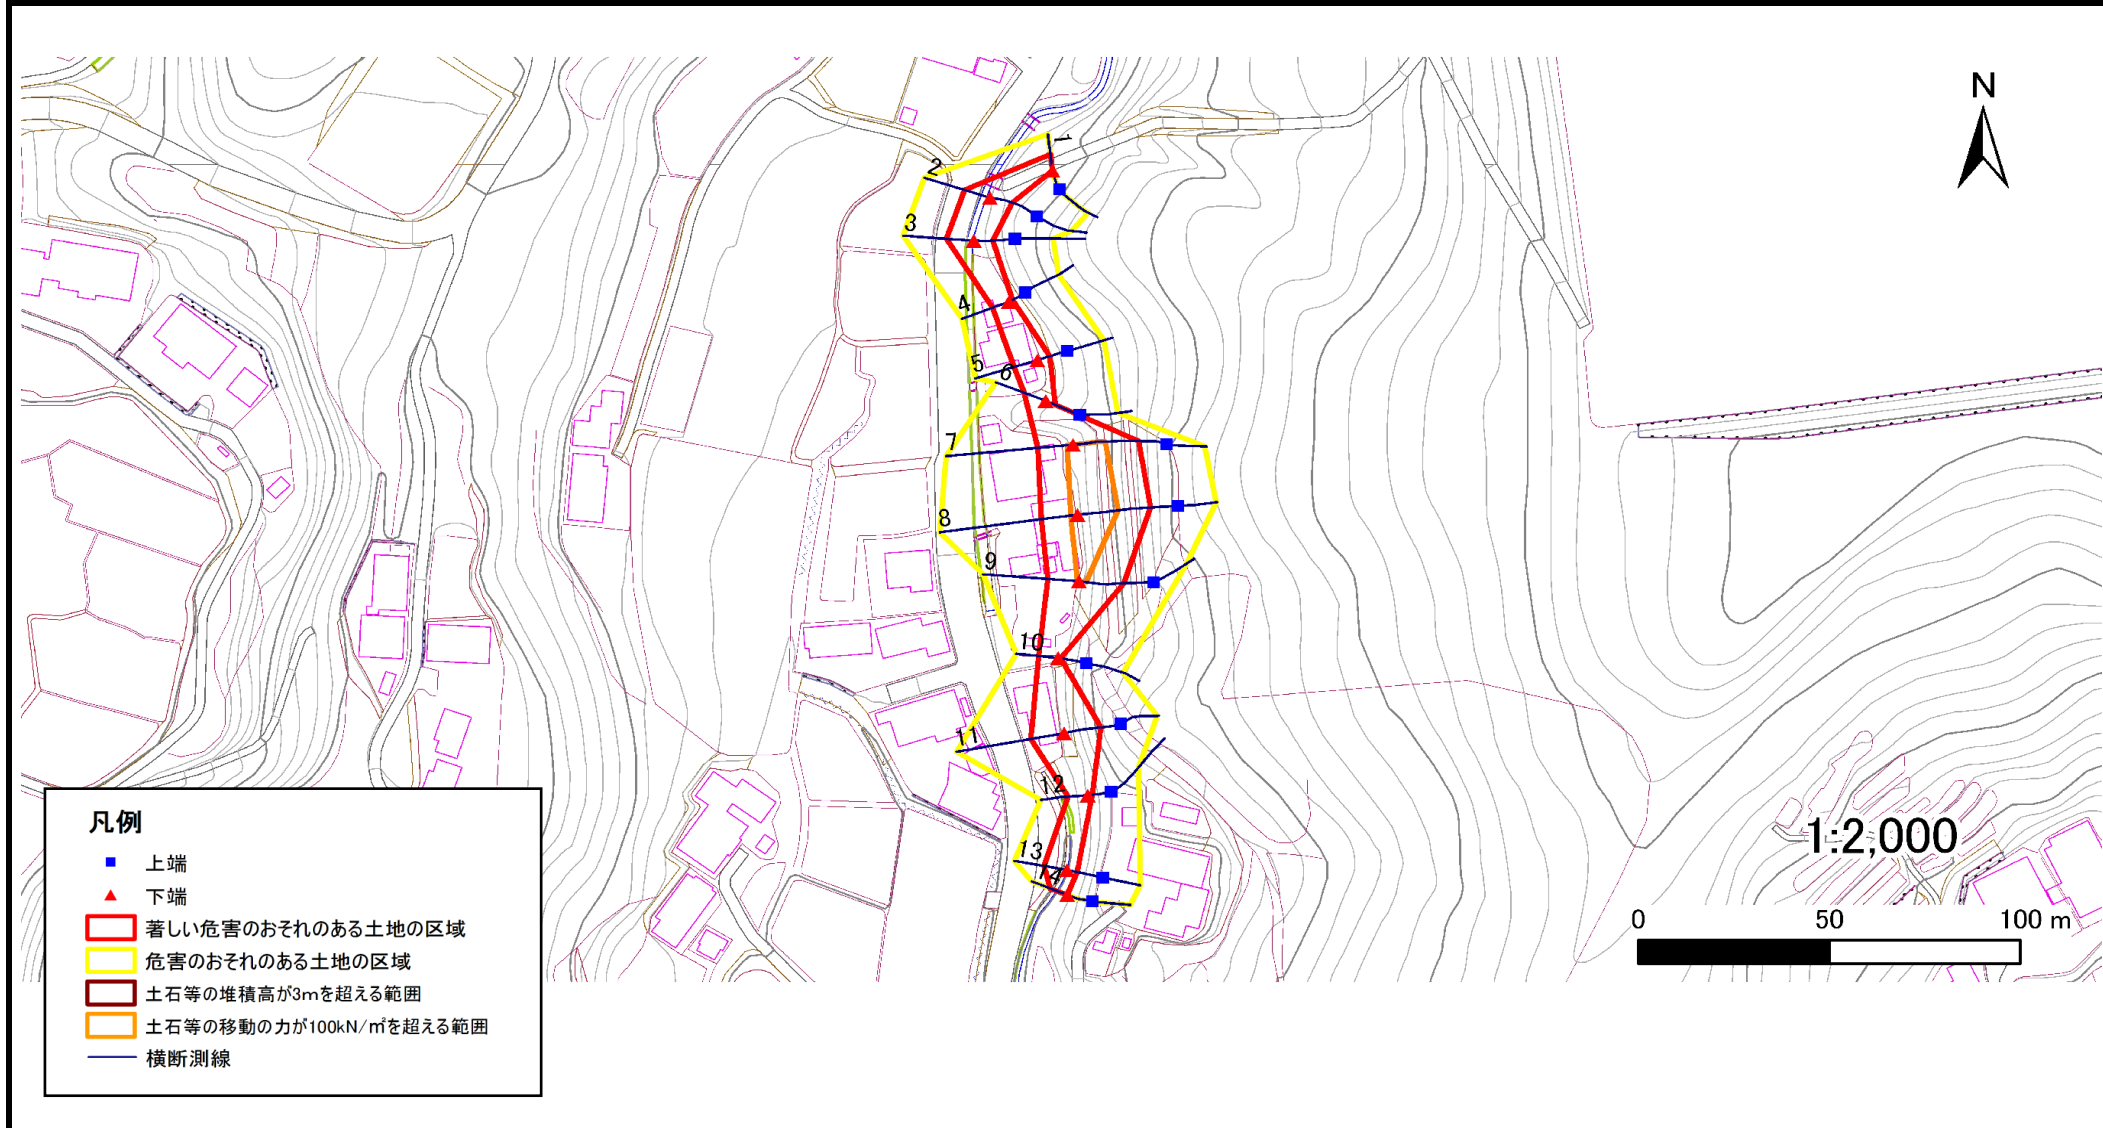 N
1
2
3
4
5
6
7
8
9
10
11
12
13
14
凡例
上端
下端
著しい危害のおそれのある土地の区域
危害のおそれのある土地の区域
土石等の堆積高が3mを超える範囲
土石等の移動の力が100kN/㎡を超える範囲
横断測線
1:2,000
0 50 100 m